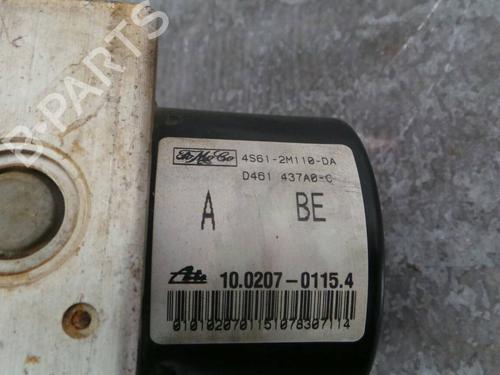 FoMoCo 4S61-2M110-DA
D461 437A0-C
A BE
Ate 10.0207-0115.4
0101020701151078307114
B-PARTS